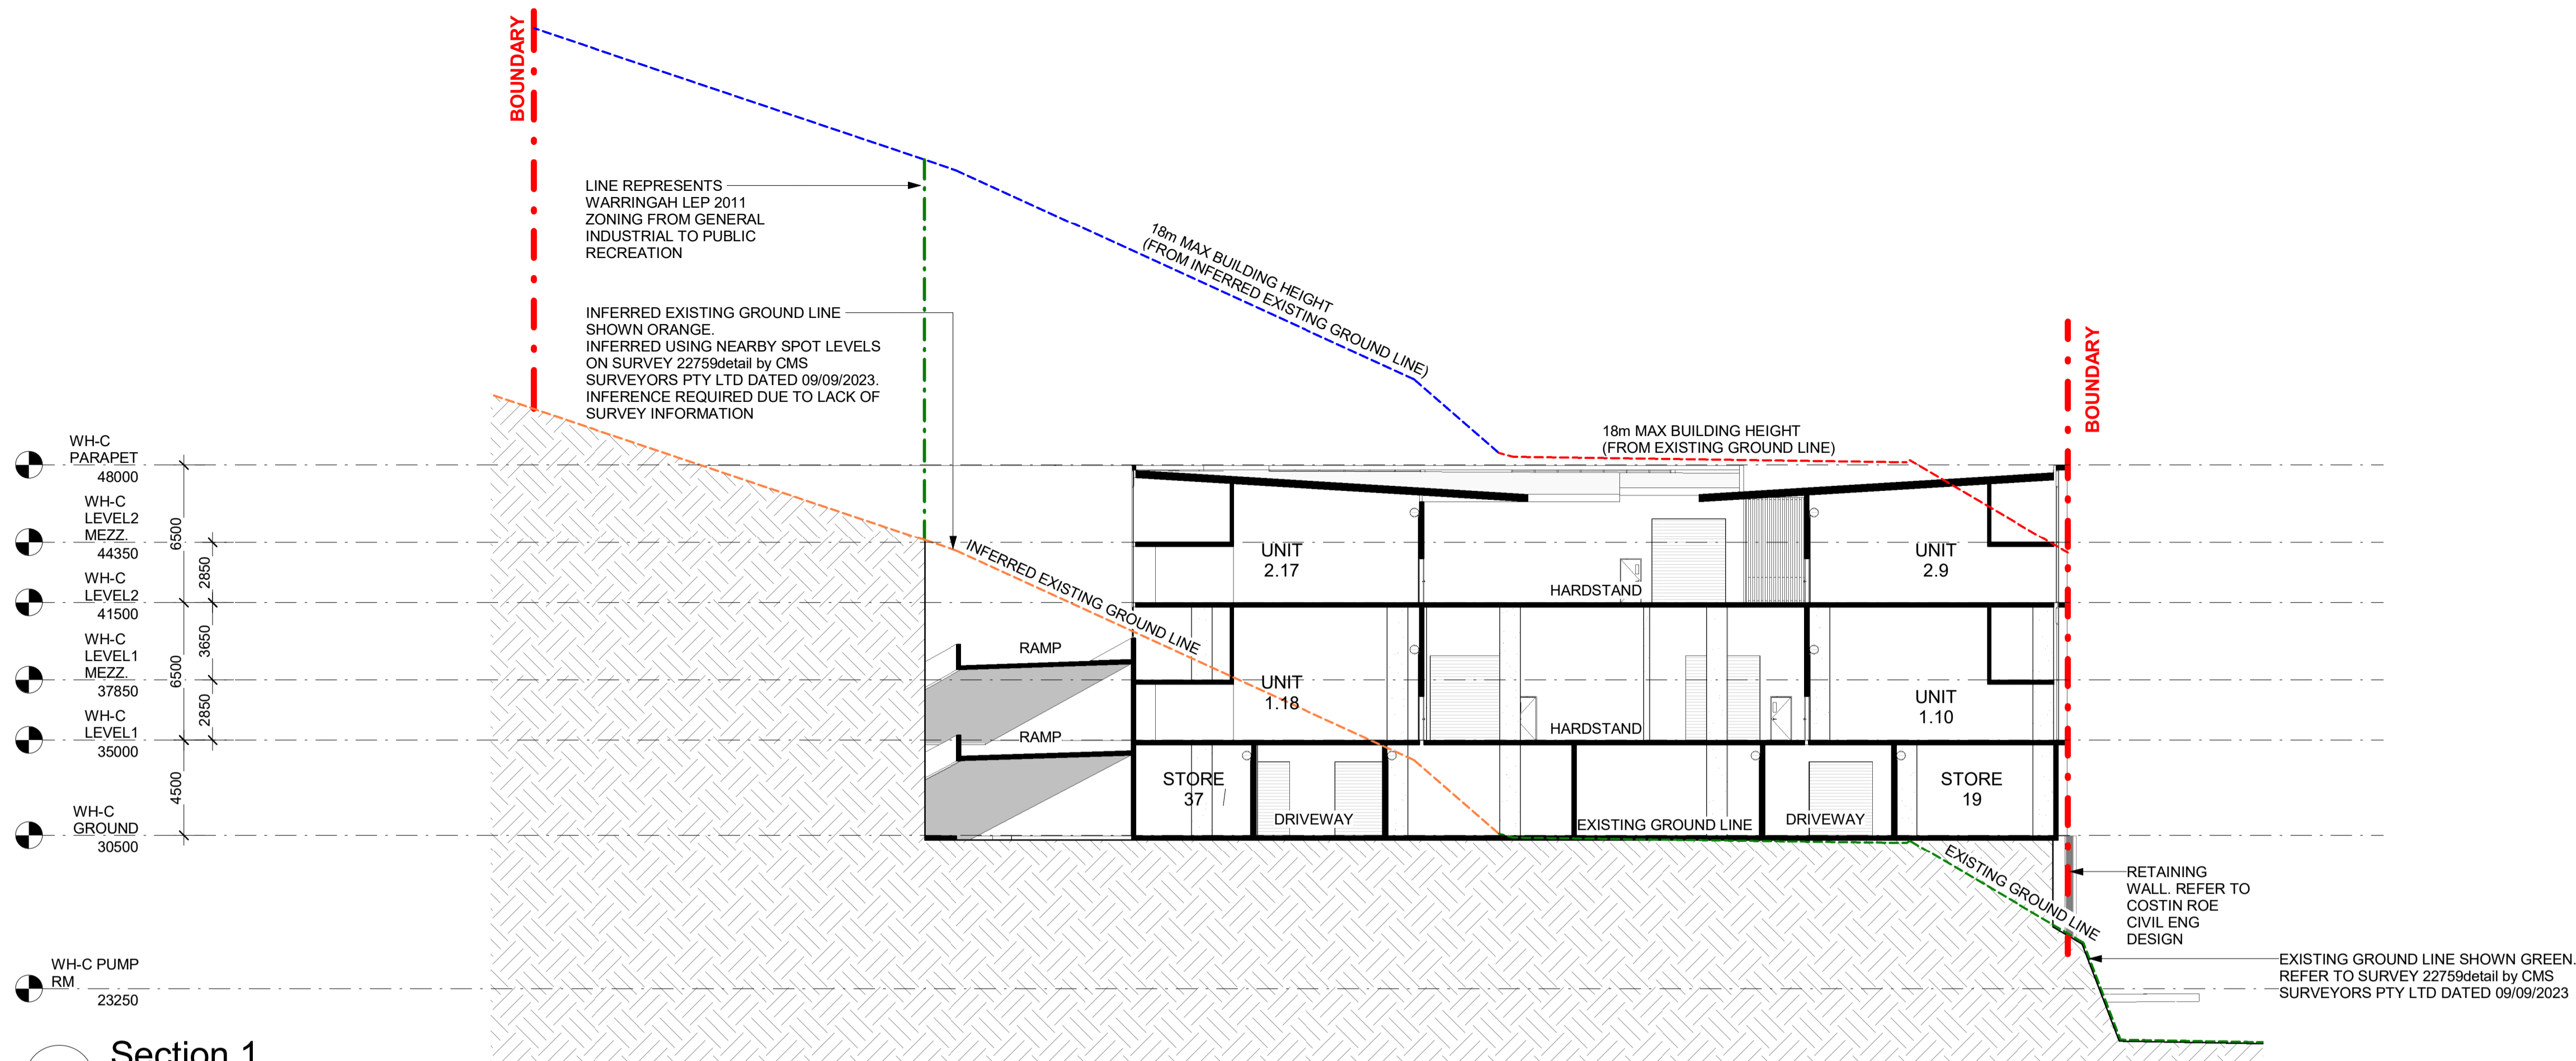 BOUNDARY
LINE REPRESENTS
WARRINGAH LEP 2011
ZONING FROM GENERAL
INDUSTRIAL TO PUBLIC
RECREATION
INFERRED EXISTING GROUND LINE
SHOWN ORANGE.
INFERRED USING NEARBY SPOT LEVELS
ON SURVEY 22759detail by CMS
SURVEYORS PTY LTD DATED 09/09/2023.
INFERENCE REQUIRED DUE TO LACK OF
SURVEY INFORMATION
18m MAX BUILDING HEIGHT
(FROM INFERRED EXISTING GROUND LINE)
18m MAX BUILDING HEIGHT
(FROM EXISTING GROUND LINE)
BOUNDARY
WH-C
PARAPET
48000
WH-C
LEVEL2
MEZZ.
44350
WH-C
LEVEL2
41500
WH-C
LEVEL1
MEZZ.
37850
WH-C
LEVEL1
35000
WH-C
GROUND
30500
WH-C PUMP
RM
23250
6500
2850
3650
6500
2850
4500
INFERRED EXISTING GROUND LINE
UNIT
2.17
HARDSTAND
UNIT
2.9
RAMP
UNIT
1.18
HARDSTAND
UNIT
1.10
RAMP
STORE
37
DRIVEWAY
EXISTING GROUND LINE
DRIVEWAY
STORE
19
EXISTING GROUND LINE
RETAINING
WALL. REFER TO
COSTIN ROE
CIVIL ENG
DESIGN
EXISTING GROUND LINE SHOWN GREEN.
REFER TO SURVEY 22759detail by CMS
SURVEYORS PTY LTD DATED 09/09/2023
Section 1